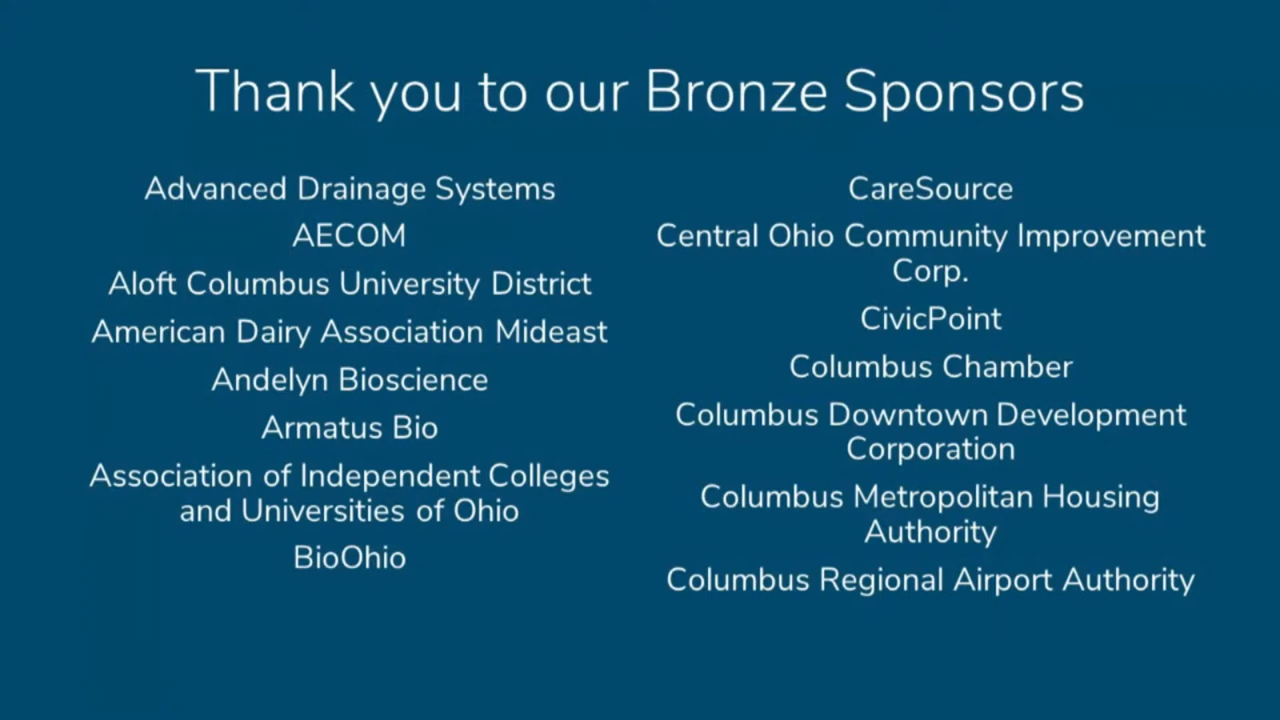 Thank you to our Bronze Sponsors
Advanced Drainage Systems
AECOM
Aloft Columbus University District
American Dairy Association Mideast
Andelyn Bioscience
Armatus Bio
Association of Independent Colleges
and Universities of Ohio
BioOhio
CareSource
Central Ohio Community Improvement
Corp.
CivicPoint
Columbus Chamber
Columbus Downtown Development
Corporation
Columbus Metropolitan Housing
Authority
Columbus Regional Airport Authority